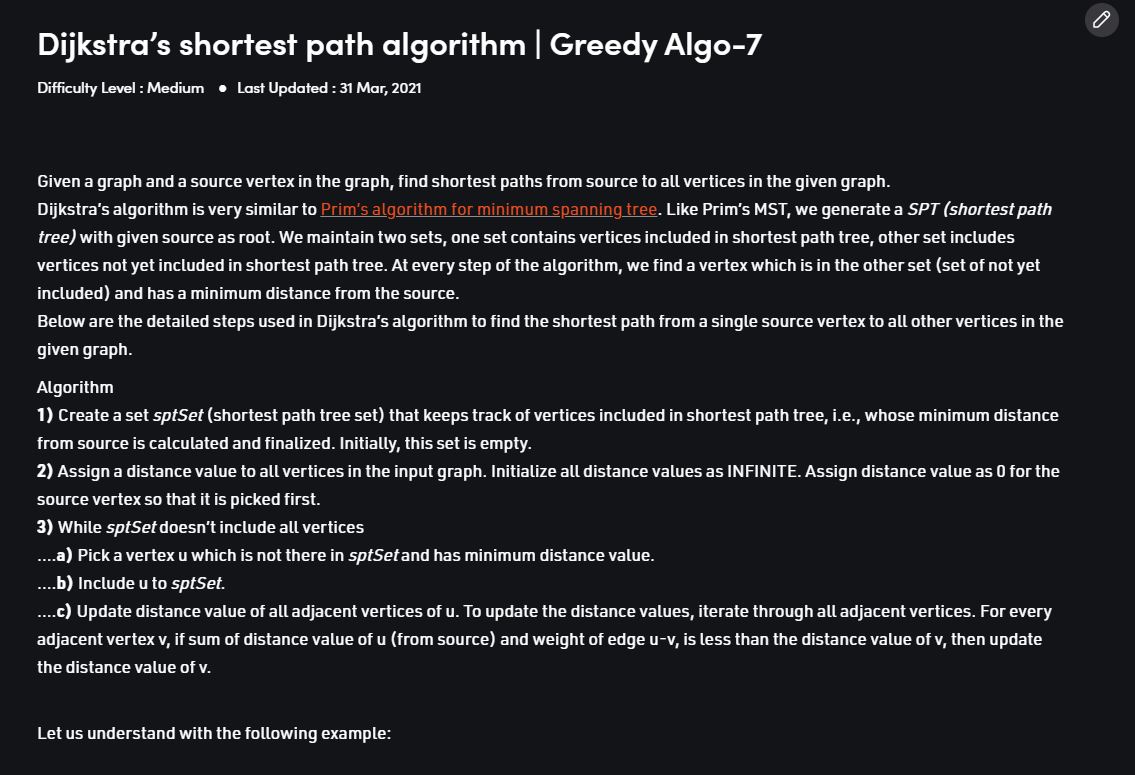 Dijkstra’s shortest path algorithm | Greedy Algo-7
Difficulty Level : Medium ● Last Updated : 31 Mar, 2021
Given a graph and a source vertex in the graph, find shortest paths from source to all vertices in the given graph.
Dijkstra’s algorithm is very similar to Prim’s algorithm for minimum spanning tree. Like Prim’s MST, we generate a SPT (shortest path
tree) with given source as root. We maintain two sets, one set contains vertices included in shortest path tree, other set includes
vertices not yet included in shortest path tree. At every step of the algorithm, we find a vertex which is in the other set (set of not yet
included) and has a minimum distance from the source.
Below are the detailed steps used in Dijkstra’s algorithm to find the shortest path from a single source vertex to all other vertices in the
given graph.
Algorithm
1) Create a set sptSet (shortest path tree set) that keeps track of vertices included in shortest path tree, i.e., whose minimum distance
from source is calculated and finalized. Initially, this set is empty.
2) Assign a distance value to all vertices in the input graph. Initialize all distance values as INFINITE. Assign distance value as 0 for the
source vertex so that it is picked first.
3) While sptSet doesn’t include all vertices
....a) Pick a vertex u which is not there in sptSet and has minimum distance value.
....b) Include u to sptSet.
....c) Update distance value of all adjacent vertices of u. To update the distance values, iterate through all adjacent vertices. For every
adjacent vertex v, if sum of distance value of u (from source) and weight of edge u-v, is less than the distance value of v, then update
the distance value of v.
Let us understand with the following example: